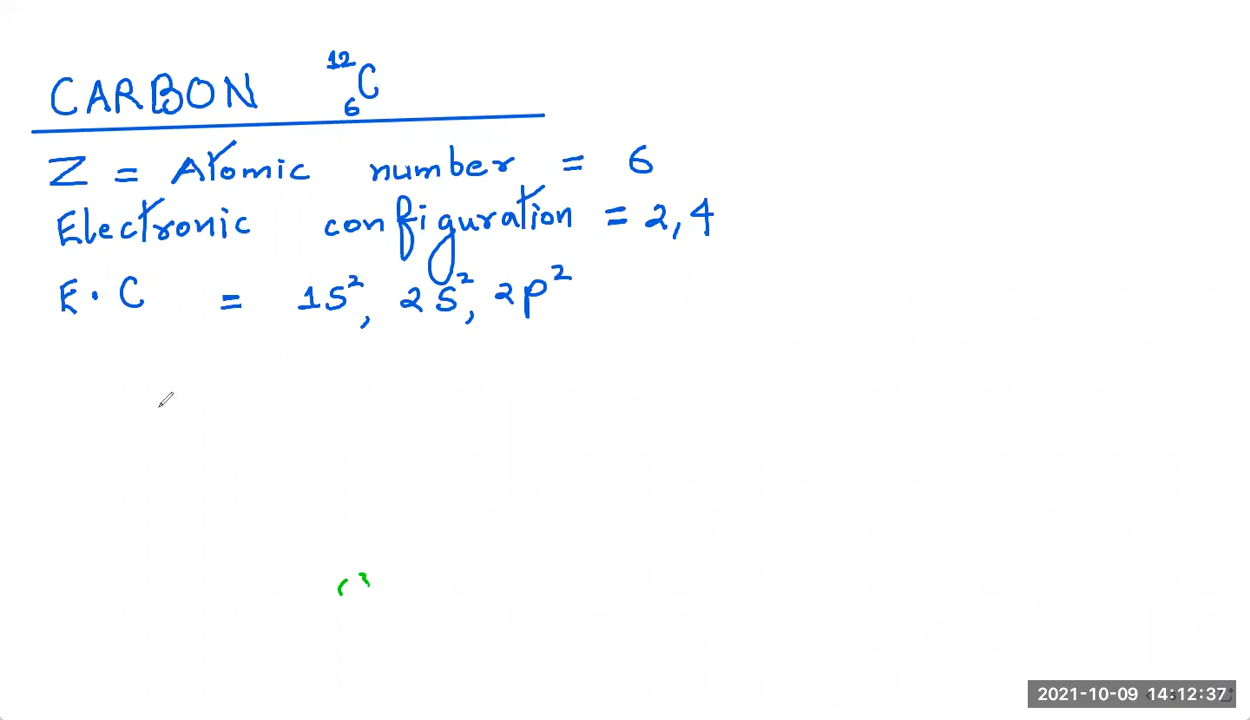 CARBON ¹²₆C
Z = Atomic number = 6
Electronic configuration = 2,4
E.C = 1S², 2S², 2P²
2021-10-09 14:12:37